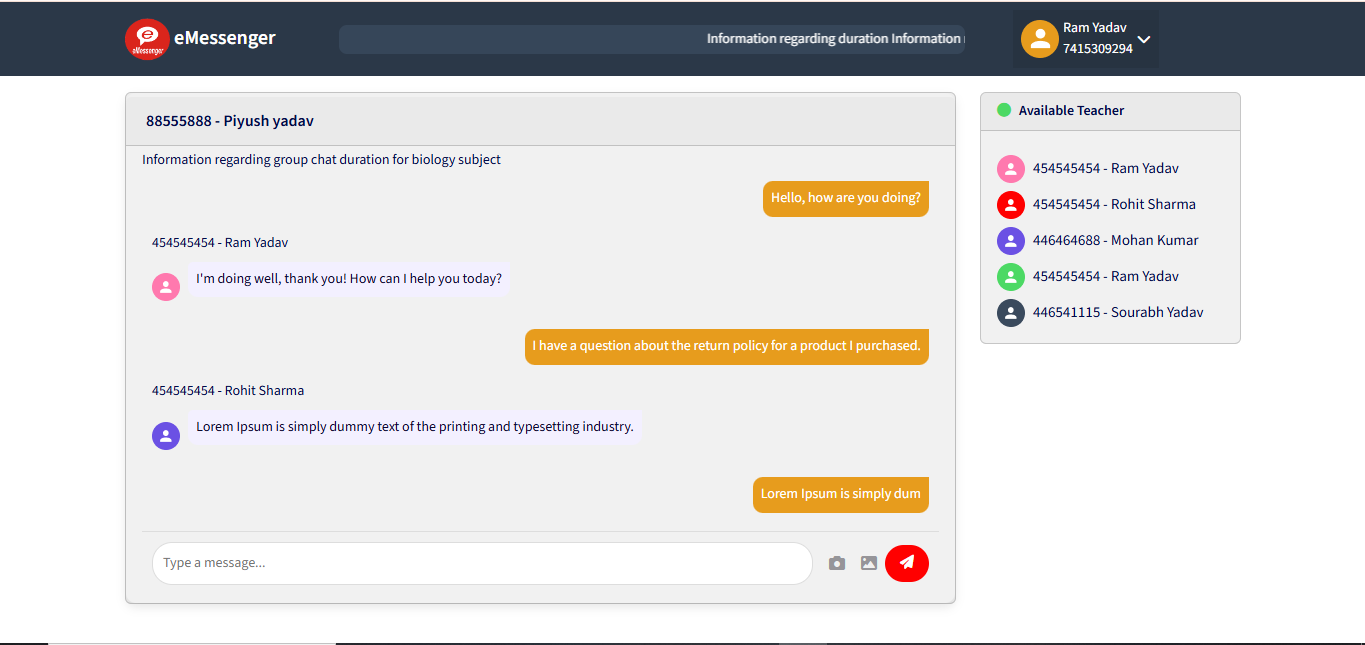 eMessenger
eMessenger
Information regarding duration Information
Ram Yadav
7415309294
88555888 - Piyush yadav
Information regarding group chat duration for biology subject
Hello, how are you doing?
454545454 - Ram Yadav
I'm doing well, thank you! How can I help you today?
I have a question about the return policy for a product I purchased.
454545454 - Rohit Sharma
Lorem Ipsum is simply dummy text of the printing and typesetting industry.
Lorem Ipsum is simply dum
Type a message...
Available Teacher
454545454 - Ram Yadav
454545454 - Rohit Sharma
446464688 - Mohan Kumar
454545454 - Ram Yadav
446541115 - Sourabh Yadav